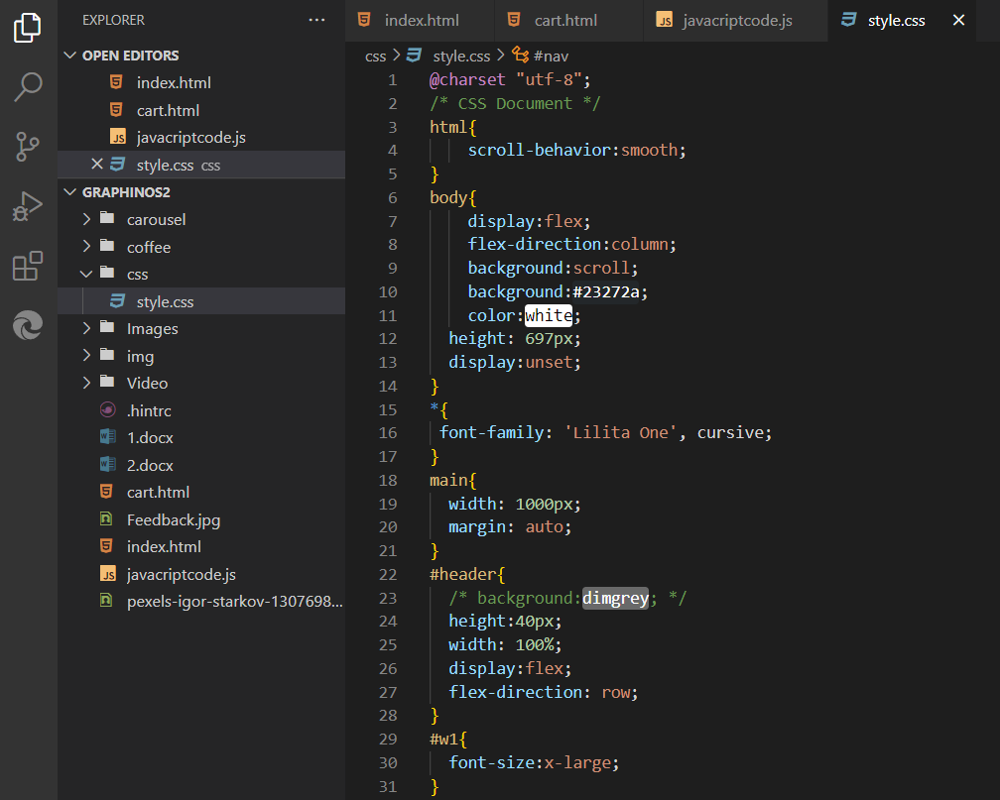 EXPLORER
OPEN EDITORS
index.html
cart.html
JS javacriptcode.js
style.css css
GRAPHINOS2
carousel
coffee
css
style.css
Images
img
Video
.hintrc
1.docx
2.docx
cart.html
Feedback.jpg
index.html
JS javacriptcode.js
pexels-igor-starkov-1307698...
index.html cart.html JS javacriptcode.js style.css
css style.css #nav
1 @charset "utf-8";
2 /* CSS Document */
3 html{
4 scroll-behavior:smooth;
5 }
6 body{
7 display:flex;
8 flex-direction:column;
9 background:scroll;
10 background:#23272a;
11 color:white;
12 height: 697px;
13 display:unset;
14 }
15 *{
16 font-family: 'Lilita One', cursive;
17 }
18 main{
19 width: 1000px;
20 margin: auto;
21 }
22 #header{
23 /* background:dimgrey; */
24 height:40px;
25 width: 100%;
26 display:flex;
27 flex-direction: row;
28 }
29 #w1{
30 font-size:x-large;
31 }